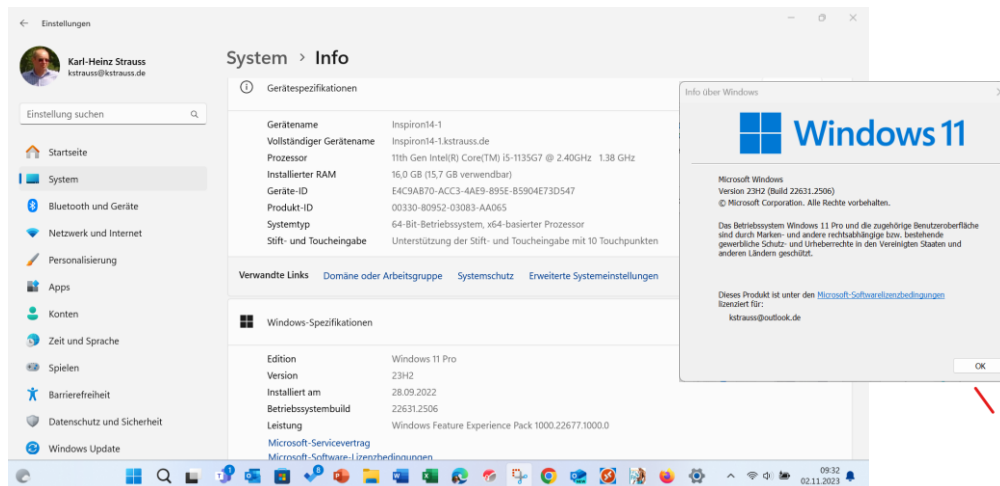 Einstellungen
Karl-Heinz Strauss
kstrauss@kstrauss.de
Einstellung suchen
Startseite
System
Bluetooth und Geräte
Netzwerk und Internet
Personalisierung
Apps
Konten
Zeit und Sprache
Spielen
Barrierefreiheit
Datenschutz und Sicherheit
Windows Update
System > Info
Gerätespezifikationen
Gerätename Inspiron14-1
Vollständiger Gerätename Inspiron14-1.kstrauss.de
Prozessor 11th Gen Intel(R) Core(TM) i5-1135G7 @ 2.40GHz 1.38 GHz
Installierter RAM 16,0 GB (15,7 GB verwendbar)
Geräte-ID E4C9AB70-ACC3-4AE9-895E-B5904E73D547
Produkt-ID 00330-80952-03083-AA065
Systemtyp 64-Bit-Betriebssystem, x64-basierter Prozessor
Stift- und Toucheingabe Unterstützung der Stift- und Toucheingabe mit 10 Touchpunkten
Verwandte Links Domäne oder Arbeitsgruppe Systemschutz Erweiterte Systemeinstellungen
Windows-Spezifikationen
Edition Windows 11 Pro
Version 23H2
Installiert am 28.09.2022
Betriebssystembuild 22631.2506
Leistung Windows Feature Experience Pack 1000.22677.1000.0
Microsoft-Servicevertrag
Microsoft-Software-Lizenzbedingungen
Info über Windows
Windows 11
Microsoft Windows
Version 23H2 (Build 22631.2506)
© Microsoft Corporation. Alle Rechte vorbehalten.
Das Betriebssystem Windows 11 Pro und die zugehörige Benutzeroberfläche
sind durch Marken- und andere rechtsabhängige bzw. bestehende
gewerbliche Schutz- und Urheberrechte in den Vereinigten Staaten und
anderen Ländern geschützt.
Dieses Produkt ist unter den Microsoft-Softwarelizenzbedingungen
lizenziert für:
kstrauss@outlook.de
OK
09:32
02.11.2023